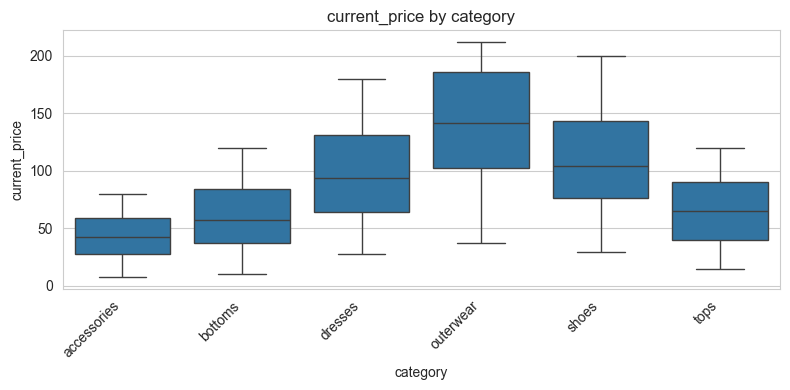 current_price by category
current_price
200
150
100
50
0
accessories
bottoms
dresses
outerwear
shoes
tops
category